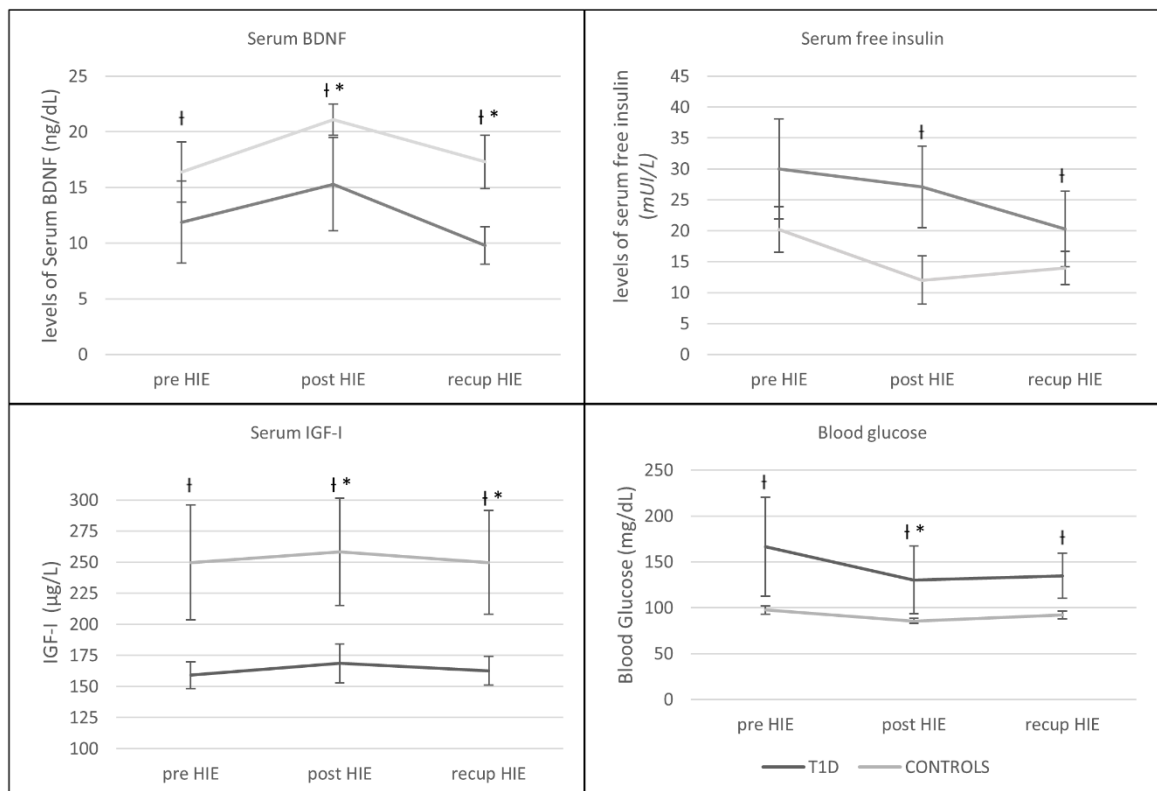 Serum BDNF
levels of Serum BDNF (ng/dL)
25
20
15
10
5
0
ƚ
ƚ *
ƚ *
pre HIE
post HIE
recup HIE
Serum free insulin
levels of serum free insulin
(mUI/L)
45
40
35
30
25
20
15
10
5
0
ƚ
ƚ
pre HIE
post HIE
recup HIE
Serum IGF-I
IGF-I (µg/L)
300
275
250
225
200
175
150
125
100
ƚ
ƚ *
ƚ *
pre HIE
post HIE
recup HIE
Blood glucose
Blood Glucose (mg/dL)
250
200
150
100
50
0
ƚ
ƚ *
ƚ
pre HIE
post HIE
recup HIE
T1D
CONTROLS